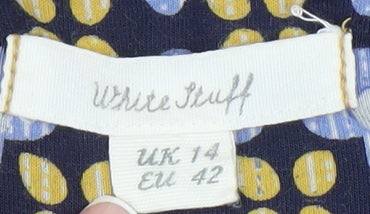 White Stuff
UK 14
EU 42